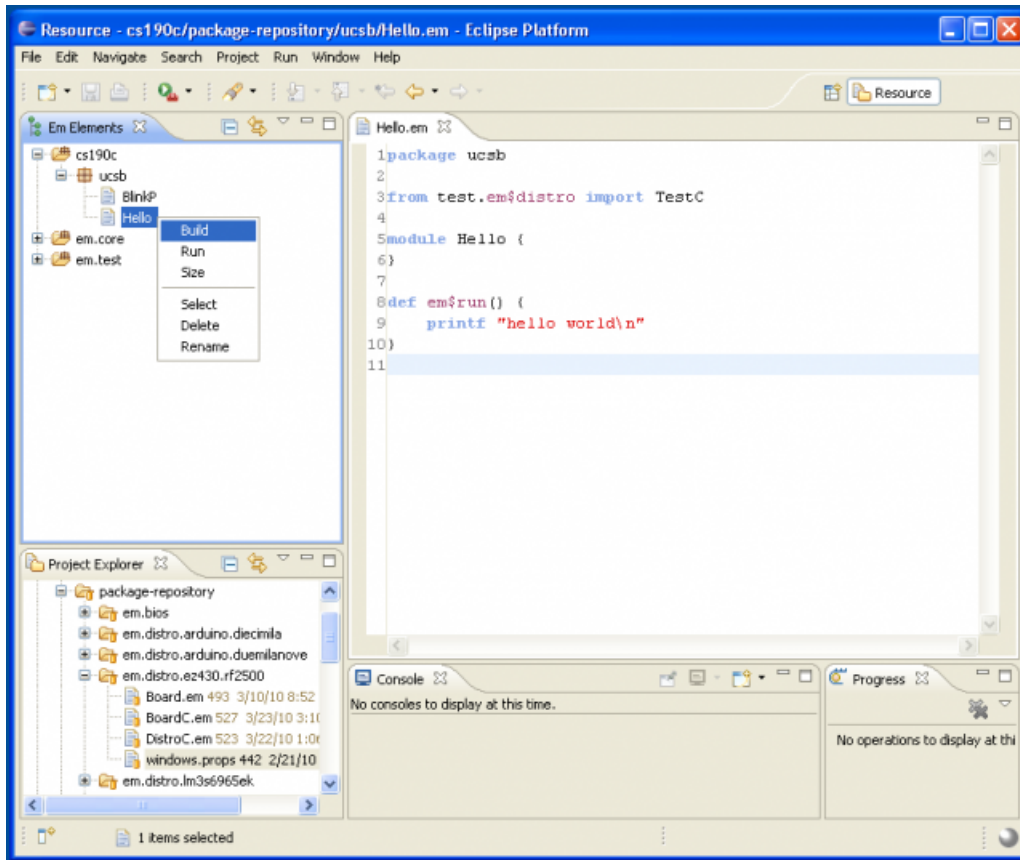 Resource - cs190c/package-repository/ucsb/Hello.em - Eclipse Platform
File Edit Navigate Search Project Run Window Help
Resource
Em Elements
cs190c
ucsb
BlinkP
Hello
em.core
em.test
Build
Run
Size
Select
Delete
Rename
Hello.em
1package ucsb
2
3from test.em$distro import TestC
4
5module Hello {
6}
7
8def em$run() {
9    printf "hello world\n"
10}
11
Project Explorer
package-repository
em.bios
em.distro.arduino.diecimila
em.distro.arduino.duemilanove
em.distro.ez430.rf2500
Board.em 493 3/10/10 8:52
BoardC.em 527 3/23/10 3:10
DistroC.em 523 3/22/10 1:0
windows.props 442 2/21/10
em.distro.lm3s6965ek
Console
No consoles to display at this time.
Progress
No operations to display at thi
1 items selected